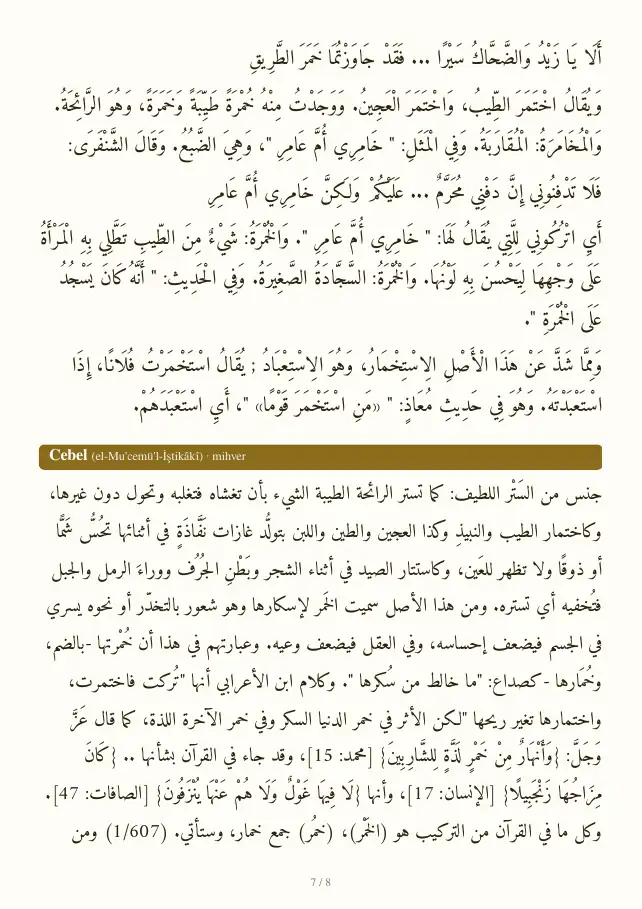 أَلَا يَا زَيْدُ وَالضَّحَّاكُ سَيْرًا ... فَقَدْ جَاوَزْتُمَا خَمَرَ الطَّرِيقِ
وَيُقَالُ اخْتَمَرَ الطِّيبُ، وَاخْتَمَرَ الْعَجِينُ. وَوَجَدْتُ مِنْهُ خُمْرَةً طَيِّبَةً وَخَمَرَةً، وَهُوَ الرَّائِحَةُ.
وَالْمُخَامَرَةُ: الْمُقَارَبَةُ. وَفِي الْمَثَلِ: " خَامِرِي أُمَّ عَامِرِ "، وَهِيَ الضَّبُعُ. وَقَالَ الشَّنْفَرَى:
فَلَا تَدْفِنُونِي إِنَّ دَفْنِي مُحَرَّمٌ ... عَلَيْكُمْ وَلَكِنَّ خَامِرِي أُمَّ عَامِرِ
أَيِ اتْرُكُونِي لِلَّتِي يُقَالُ لَهَا: " خَامِرِي أُمَّ عَامِرِ ". وَالْخُمْرَةُ: شَيْءٌ مِنَ الطِّيبِ تَطَّلِي بِهِ الْمَرْأَةُ
عَلَى وَجْهِهَا لِيَحْسُنَ بِهِ لَوْنُهَا. وَالْخُمْرَةُ: السَّجَّادَةُ الصَّغِيرَةُ. وَفِي الْحَدِيثِ: " أَنَّهُ كَانَ يَسْجُدُ
عَلَى الْخُمْرَةِ ".
وَمِمَّا شَذَّ عَنْ هَذَا الْأَصْلِ الِاسْتِخْمَارُ، وَهُوَ الِاسْتِعْبَادُ ; يُقَالُ اسْتَخْمَرْتُ فُلَانًا، إِذَا
اسْتَعْبَدْتَهُ. وَهُوَ فِي حَدِيثِ مُعَاذٍ: " «مَنِ اسْتَخْمَرَ قَوْمًا» "، أَيِ اسْتَعْبَدَهُمْ.
Cebel (el-Mu'cemü'l-İştikâkî) · mihver
جنس من السَتْر اللطيف: كما تستر الرائحة الطيبة الشيء بأن تغشاه فتغلبه وتحول دون غيرها،
وكاختمار الطيب والنبيذِ وكذا العجين والطين واللبن بتولُّد غازات نَفَّاذَةٍ في أثنائها تحُسُّ شَمًّا
أو ذوقًا ولا تظهر للعَين، وكاستتار الصيد في أثناء الشجر وبَطْنِ الجُرُف ووراءَ الرمل والجبل
فتُخفيه أي تستره. ومن هذا الأصل سميت الخَمر لإسكارها وهو شعور بالتخدّر أو نحوه يسري
في الجسم فيضعف إحساسه، وفي العقل فيضعف وعيه. وعبارتهم في هذا أن خُمْرتها -بالضم،
وخُمَارها -كصداع: "ما خالط من سُكرها ". وكلام ابن الأعرابي أنها "تُركت فاختمرت،
واختمارها تغير ريحها "لكن الأثر في خمر الدنيا السكر وفي خمر الآخرة اللذة، كما قال عَزَّ
وَجَلَّ: {وَأَنْهَارٌ مِنْ خَمْرٍ لَذَّةٍ لِلشَّارِبِينَ} [محمد: 15]، وقد جاء في القرآن بشأنها .. {كَانَ
مِزَاجُهَا زَنْجَبِيلًا} [الإنسان: 17]، وأنها {لَا فِيهَا غَوْلٌ وَلَا هُمْ عَنْهَا يُنْزَفُونَ} [الصافات: 47].
وكل ما في القرآن من التركيب هو (الخَمْر)، (خمُر) جمع خمار، وستأتي. (1/607) ومن
7 / 8